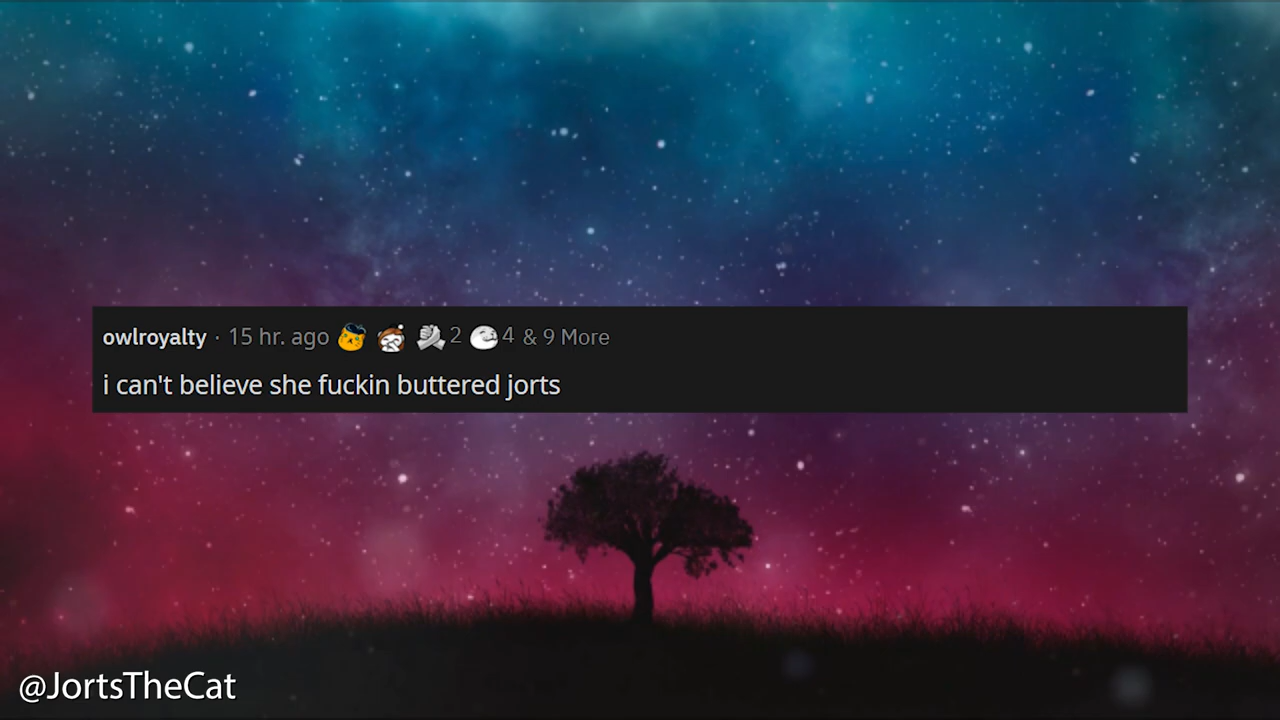 owlroyalty · 15 hr. ago 2 4 & 9 More
i can't believe she fuckin buttered jorts
@JortsTheCat